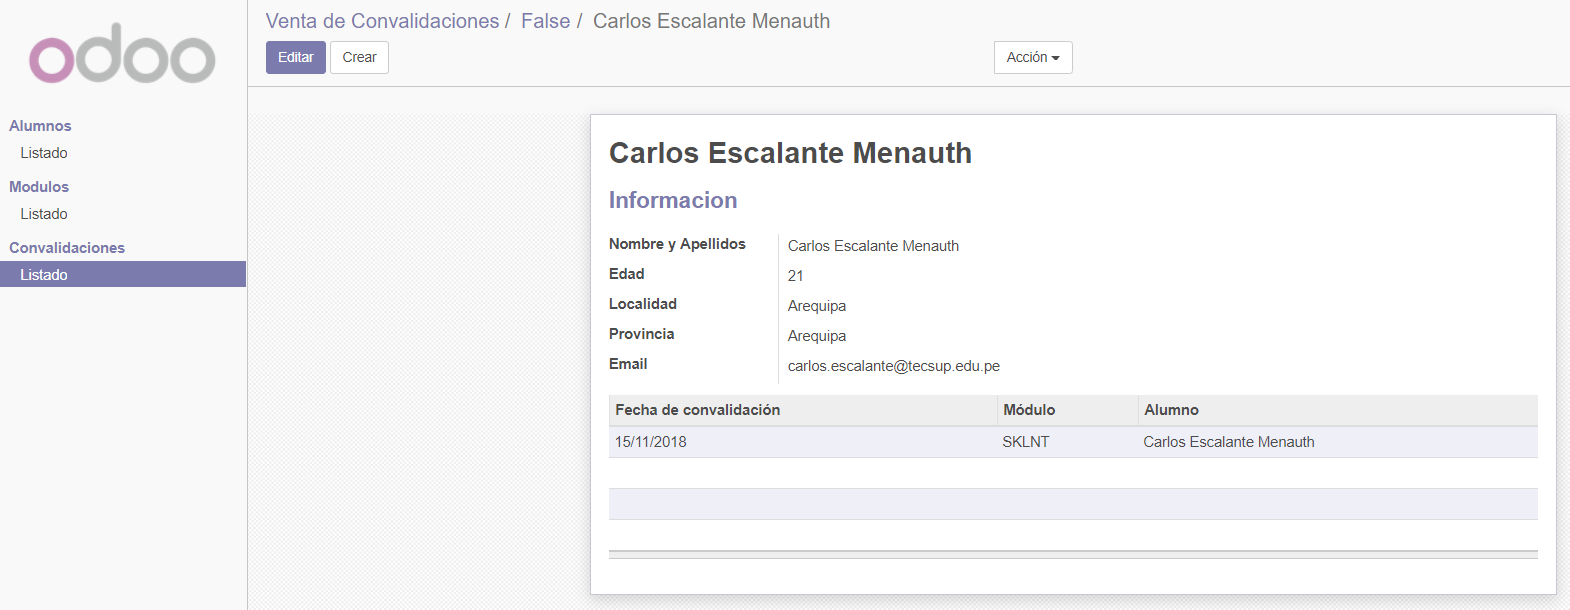 odoo
Alumnos
Listado
Modulos
Listado
Convalidaciones
Listado
Venta de Convalidaciones / False / Carlos Escalante Menauth
Editar Crear Acción
Carlos Escalante Menauth
Informacion
Nombre y Apellidos Carlos Escalante Menauth
Edad 21
Localidad Arequipa
Provincia Arequipa
Email carlos.escalante@tecsup.edu.pe
Fecha de convalidación Módulo Alumno
15/11/2018 SKLNT Carlos Escalante Menauth